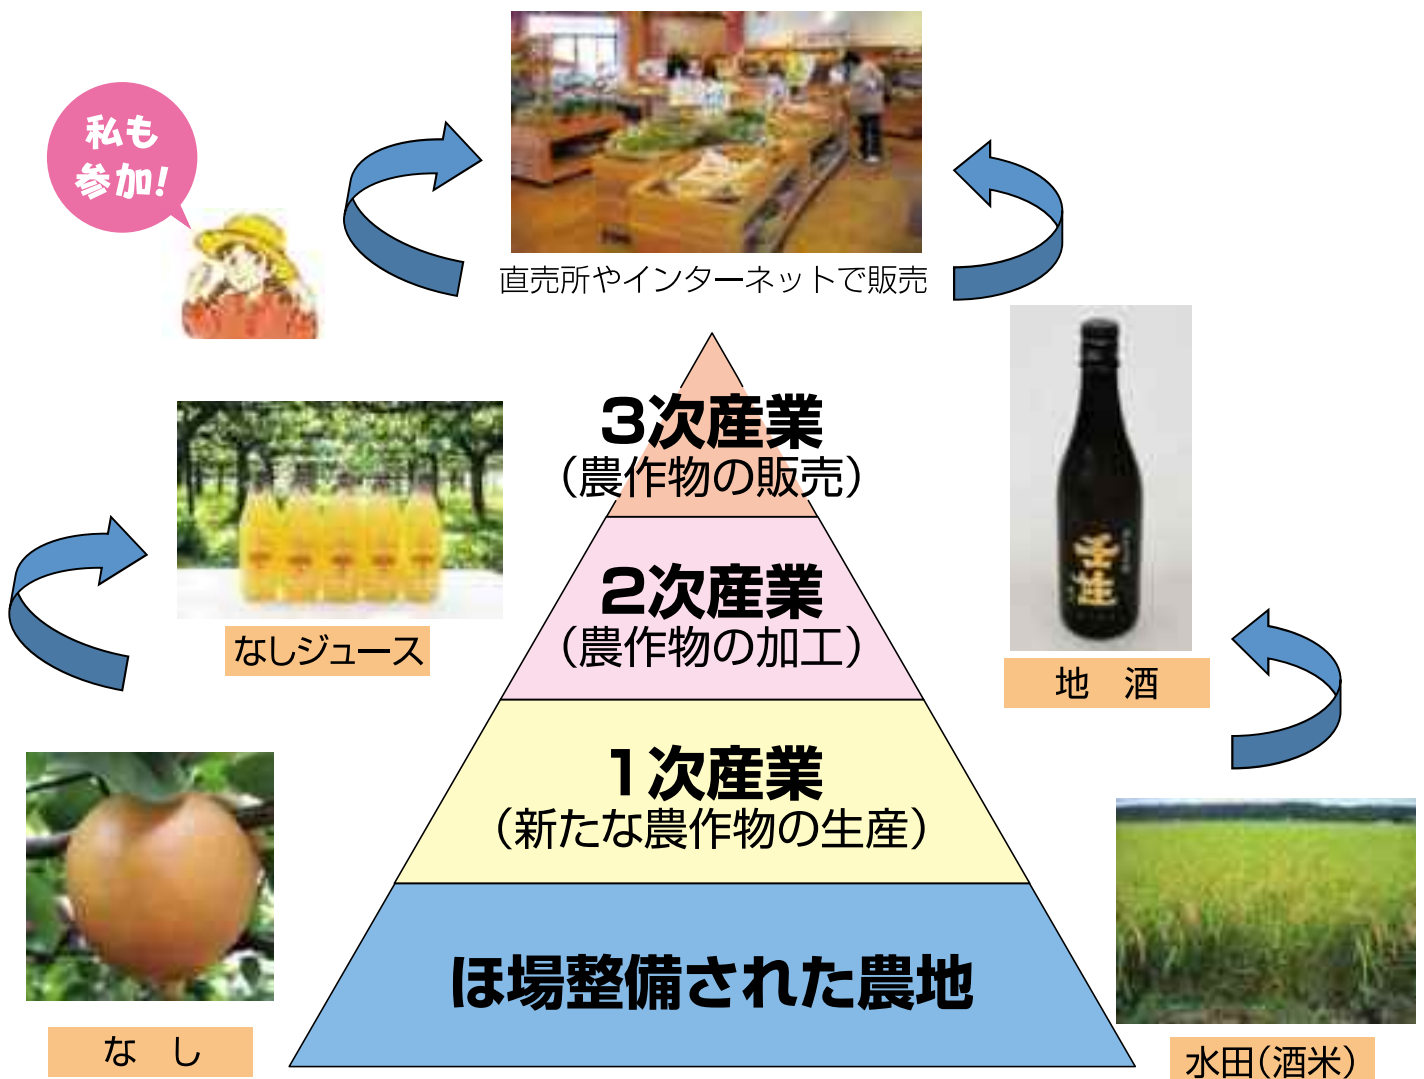 私も
参加!
直売所やインターネットで販売
3次産業
（農作物の販売）
2次産業
（農作物の加工）
なしジュース
地　酒
1次産業
（新たな農作物の生産）
ほ場整備された農地
な　し
水田（酒米）